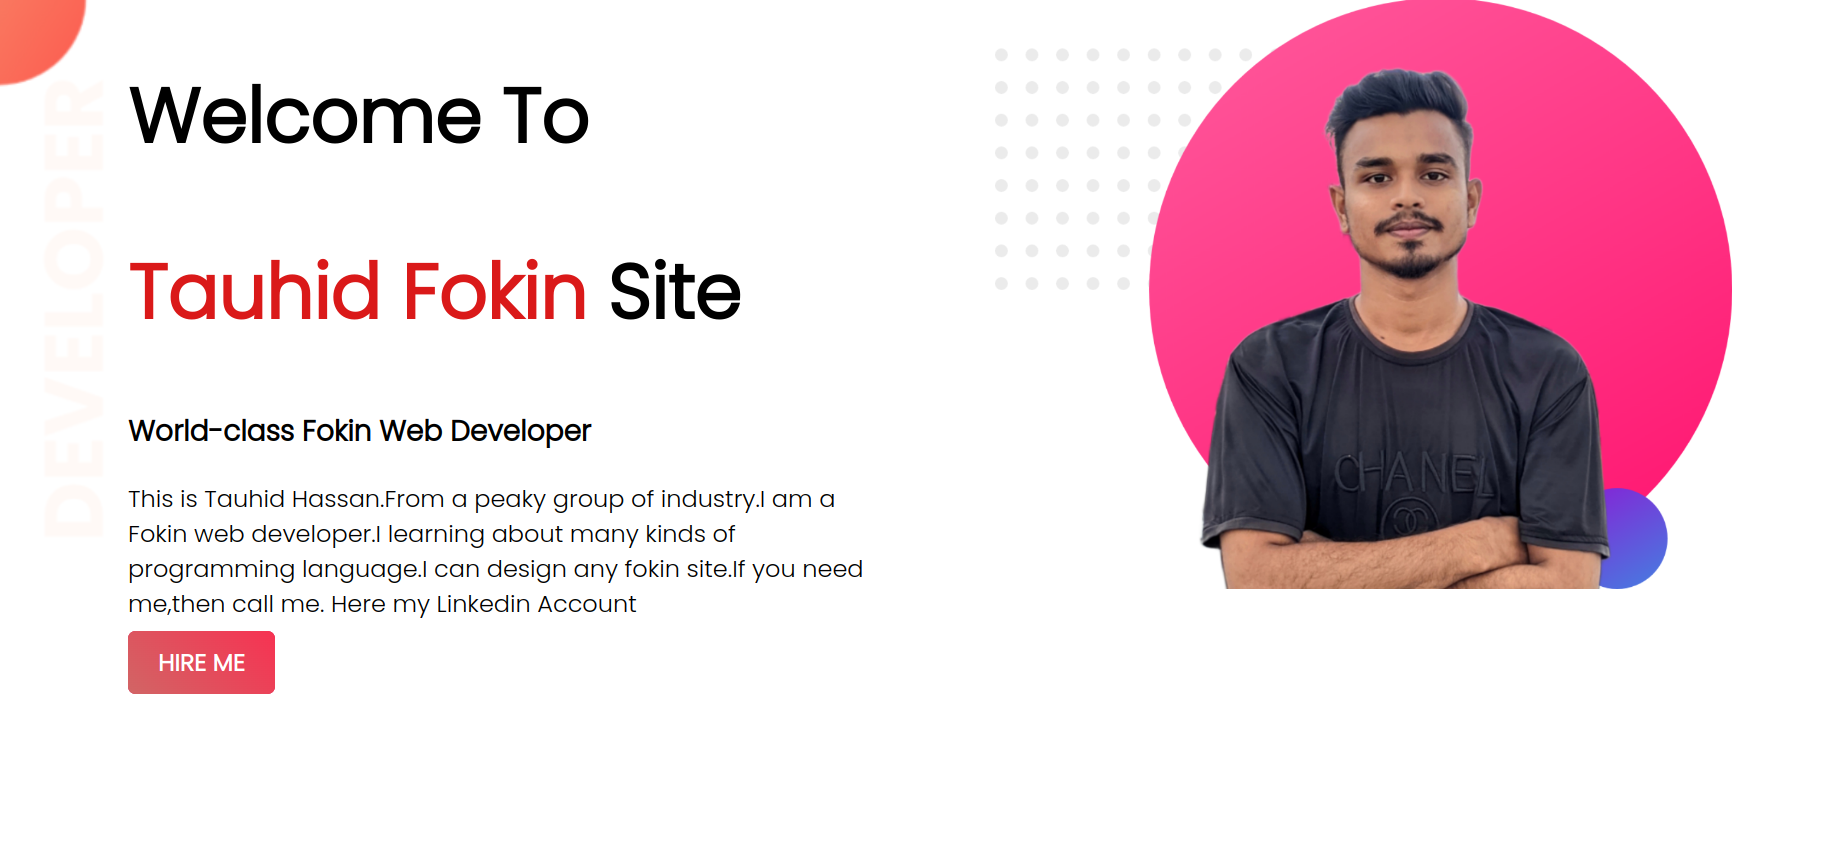 DEVELOPER
Welcome To
Tauhid Fokin Site
World-class Fokin Web Developer
This is Tauhid Hassan.From a peaky group of industry.I am a
Fokin web developer.I learning about many kinds of
programming language.I can design any fokin site.If you need
me,then call me. Here my Linkedin Account
HIRE ME
CHANEL